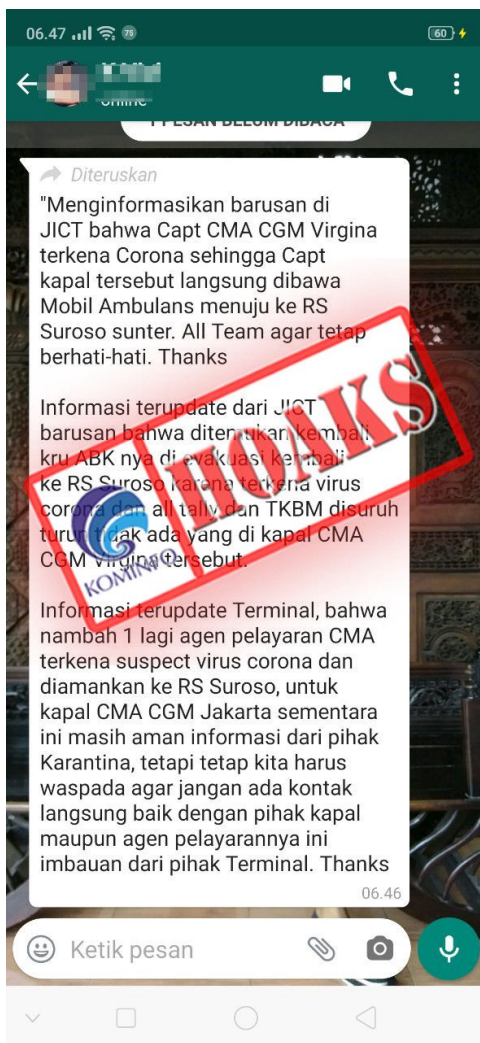 06.47
75
60
online
1 PESAN BELUM DIBACA
Diteruskan
"Menginformasikan barusan di
JICT bahwa Capt CMA CGM Virgina
terkena Corona sehingga Capt
kapal tersebut langsung dibawa
Mobil Ambulans menuju ke RS
Suroso sunter. All Team agar tetap
berhati-hati. Thanks
Informasi terupdate dari JICT
barusan bahwa ditemukan kembali
kru ABK nya di evakuasi kembali
ke RS Suroso karena terkena virus
corona dan all tally dan TKBM disuruh
turun tidak ada yang di kapal CMA
CGM Virgina tersebut.
HOAKS
KOMINFO
Informasi terupdate Terminal, bahwa
nambah 1 lagi agen pelayaran CMA
terkena suspect virus corona dan
diamankan ke RS Suroso, untuk
kapal CMA CGM Jakarta sementara
ini masih aman informasi dari pihak
Karantina, tetapi tetap kita harus
waspada agar jangan ada kontak
langsung baik dengan pihak kapal
maupun agen pelayarannya ini
imbauan dari pihak Terminal. Thanks
06.46
Ketik pesan